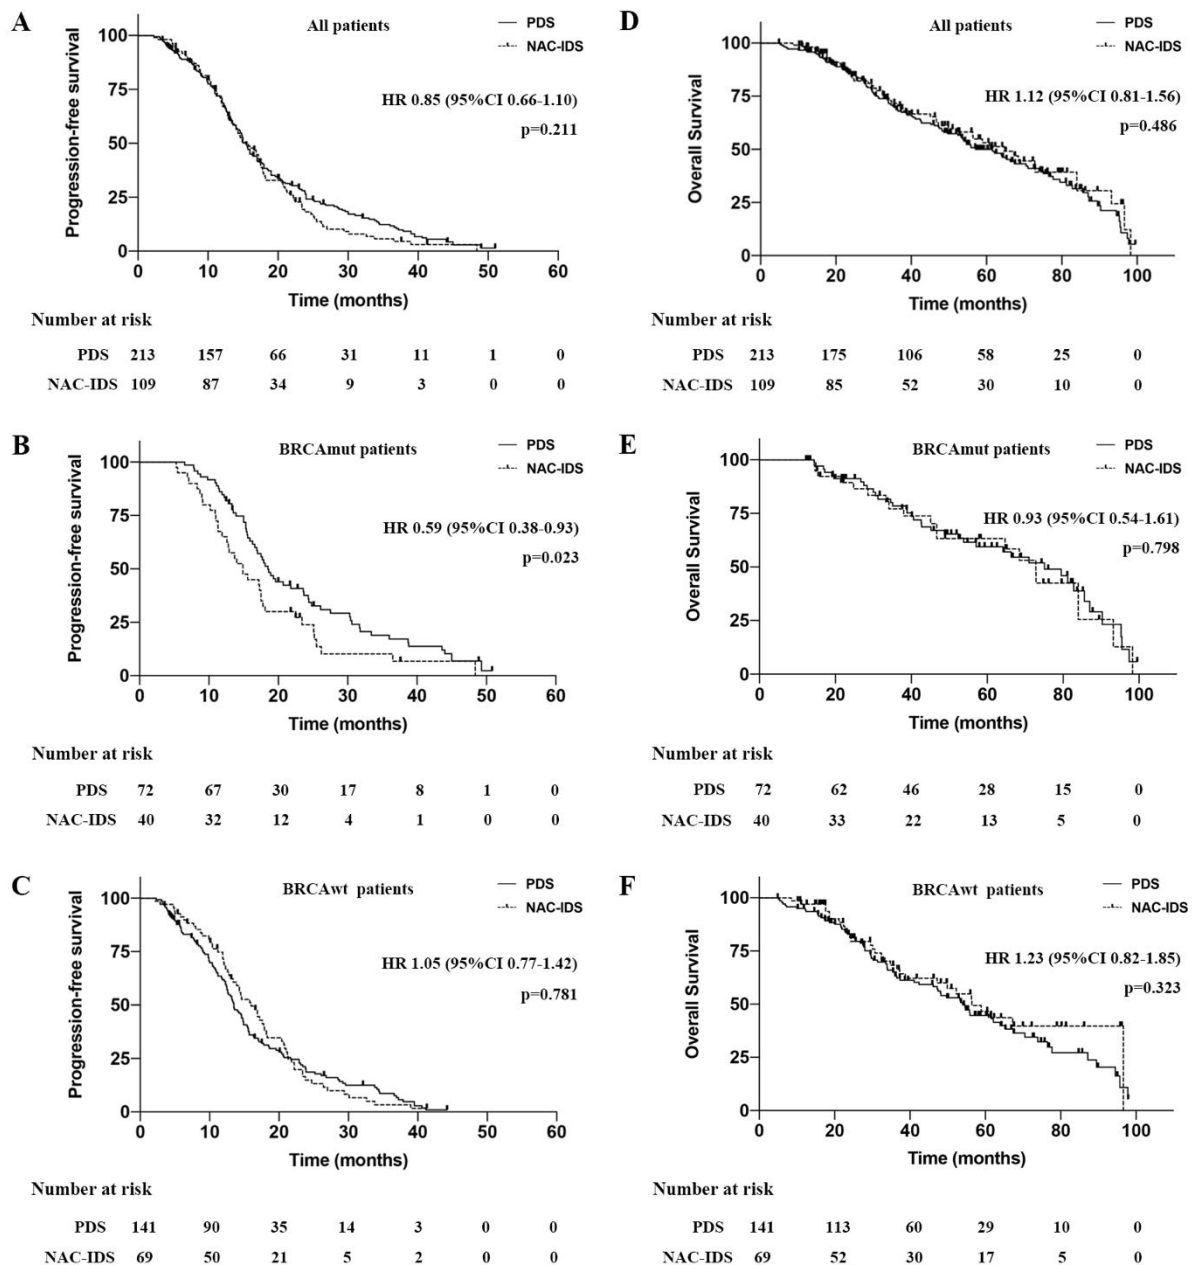 A
All patients
PDS
NAC-IDS
HR 0.85 (95%CI 0.66-1.10)
p=0.211
Progression-free survival
100
75
50
25
0
0 10 20 30 40 50 60
Time (months)
Number at risk
PDS 213 157 66 31 11 1 0
NAC-IDS 109 87 34 9 3 0 0
D
All patients
PDS
NAC-IDS
HR 1.12 (95%CI 0.81-1.56)
p=0.486
Overall Survival
100
75
50
25
0
0 20 40 60 80 100
Time (months)
Number at risk
PDS 213 175 106 58 25 0
NAC-IDS 109 85 52 30 10 0
B
BRCAmut patients
PDS
NAC-IDS
HR 0.59 (95%CI 0.38-0.93)
p=0.023
Progression-free survival
100
75
50
25
0
0 10 20 30 40 50 60
Time (months)
Number at risk
PDS 72 67 30 17 8 1 0
NAC-IDS 40 32 12 4 1 0 0
E
BRCAmut patients
PDS
NAC-IDS
HR 0.93 (95%CI 0.54-1.61)
p=0.798
Overall Survival
100
75
50
25
0
0 20 40 60 80 100
Time (months)
Number at risk
PDS 72 62 46 28 15 0
NAC-IDS 40 33 22 13 5 0
C
BRCAwt patients
PDS
NAC-IDS
HR 1.05 (95%CI 0.77-1.42)
p=0.781
Progression-free survival
100
75
50
25
0
0 10 20 30 40 50 60
Time (months)
Number at risk
PDS 141 90 35 14 3 0 0
NAC-IDS 69 50 21 5 2 0 0
F
BRCAwt patients
PDS
NAC-IDS
HR 1.23 (95%CI 0.82-1.85)
p=0.323
Overall Survival
100
75
50
25
0
0 20 40 60 80 100
Time (months)
Number at risk
PDS 141 113 60 29 10 0
NAC-IDS 69 52 30 17 5 0